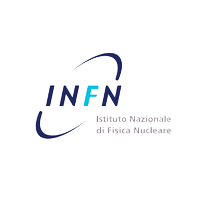 INFN
Istituto Nazionale
di Fisica Nucleare